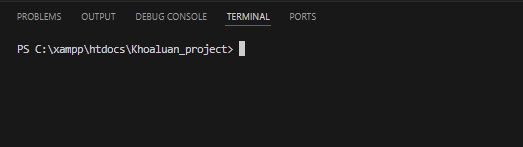 PROBLEMS OUTPUT DEBUG CONSOLE TERMINAL PORTS
PS C:\xampp\htdocs\Khoaluan_project>